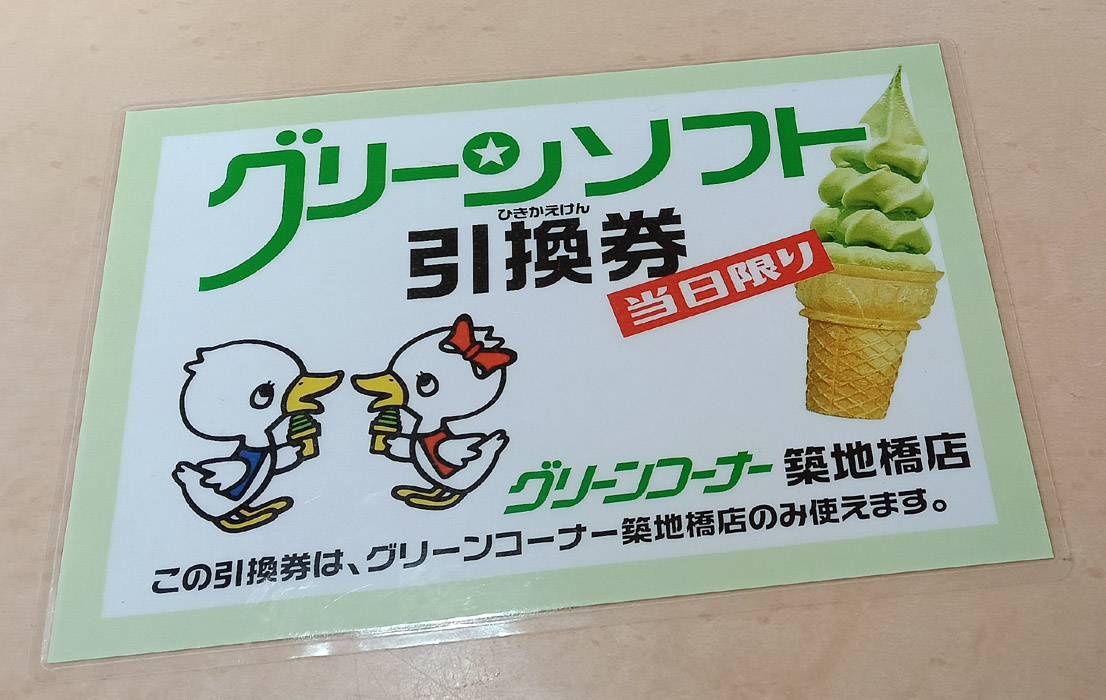 グリーンソフト
ひきかえけん
引換券
当日限り
グリーンコーナー 築地橋店
この引換券は、グリーンコーナー築地橋店のみ使えます。